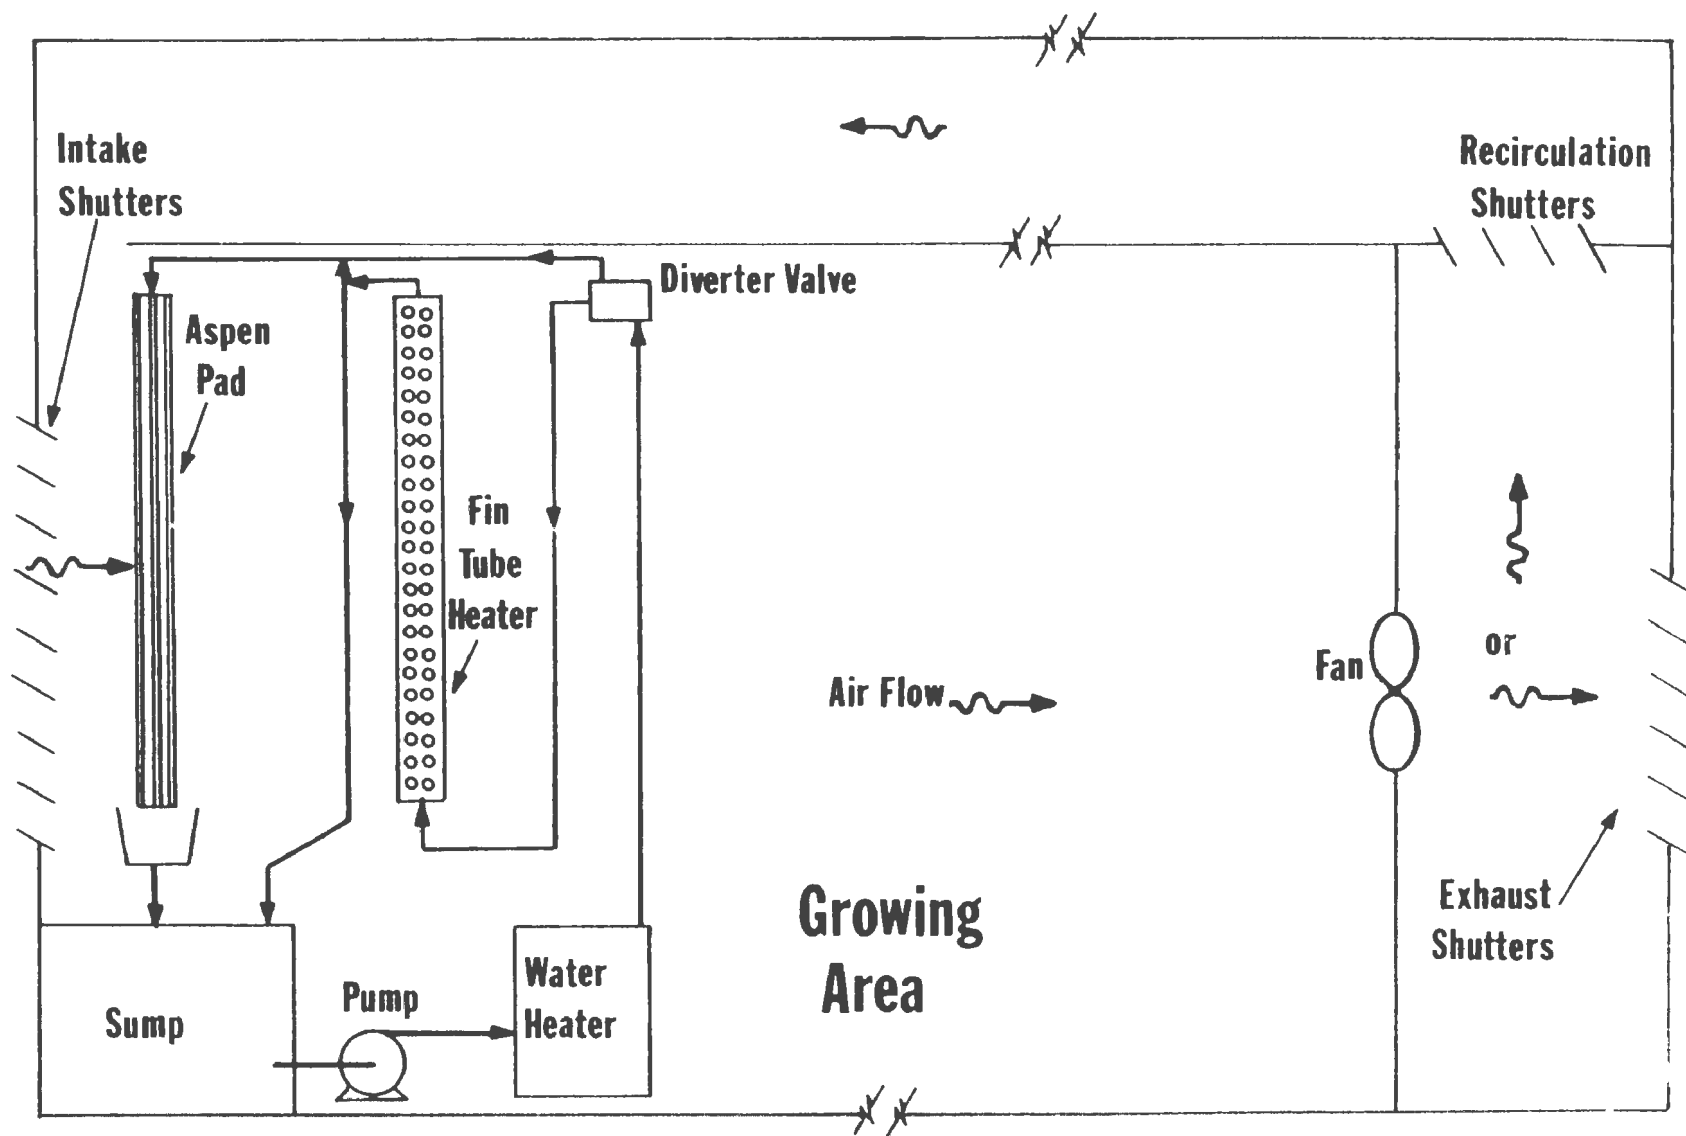 Intake
Shutters
Recirculation
Shutters
Diverter Valve
Aspen
Pad
Fin
Tube
Heater
Air Flow
Fan
or
Exhaust
Shutters
Growing
Area
Sump
Pump
Water
Heater